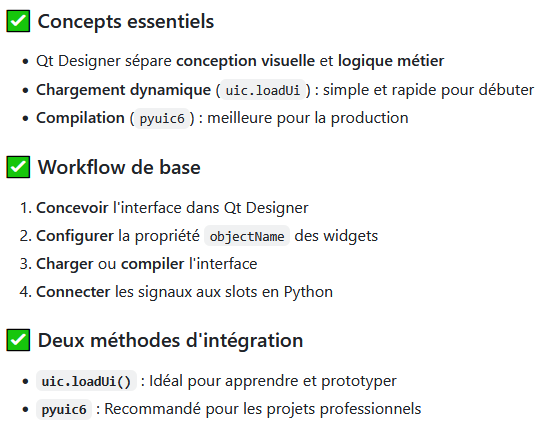 ✅ Concepts essentiels
• Qt Designer sépare conception visuelle et logique métier
• Chargement dynamique ( uic.loadUi ) : simple et rapide pour débuter
• Compilation ( pyuic6 ) : meilleure pour la production
✅ Workflow de base
1. Concevoir l'interface dans Qt Designer
2. Configurer la propriété objectName des widgets
3. Charger ou compiler l'interface
4. Connecter les signaux aux slots en Python
✅ Deux méthodes d'intégration
• uic.loadUi() : Idéal pour apprendre et prototyper
• pyuic6 : Recommandé pour les projets professionnels